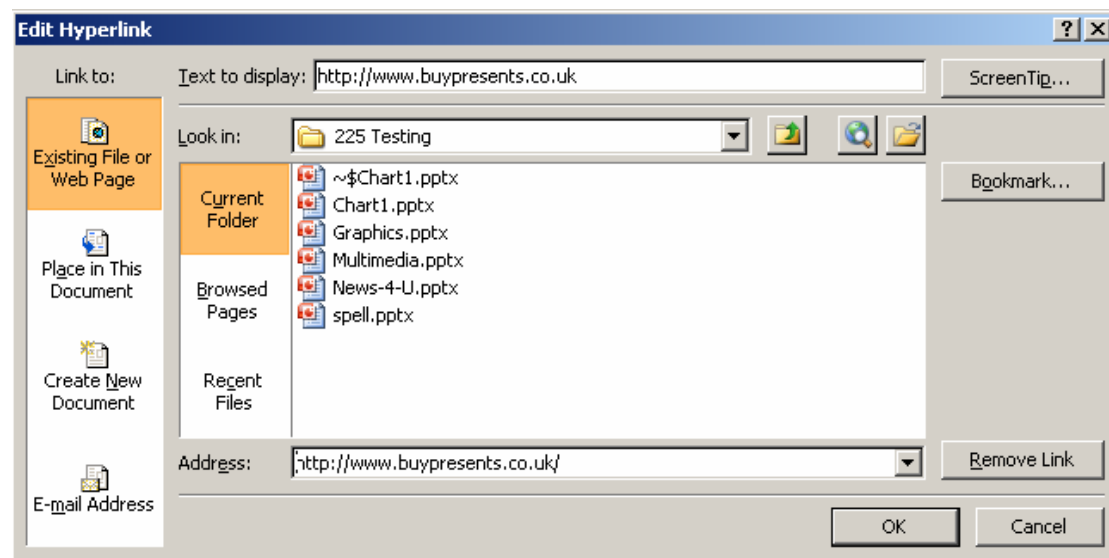 Edit Hyperlink
?
X
Link to:
Text to display:
http://www.buypresents.co.uk
ScreenTip...
Existing File or
Web Page
Look in:
225 Testing
Current
Folder
~$Chart1.pptx
Chart1.pptx
Graphics.pptx
Multimedia.pptx
News-4-U.pptx
spell.pptx
Bookmark...
Place in This
Document
Browsed
Pages
Create New
Document
Recent
Files
Address:
http://www.buypresents.co.uk/
Remove Link
E-mail Address
OK
Cancel